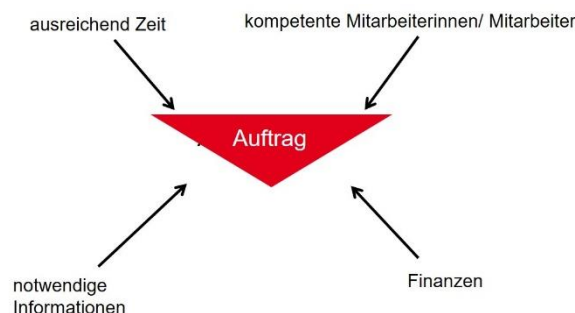 ausreichend Zeit
kompetente Mitarbeiterinnen/ Mitarbeiter
Auftrag
notwendige
Informationen
Finanzen